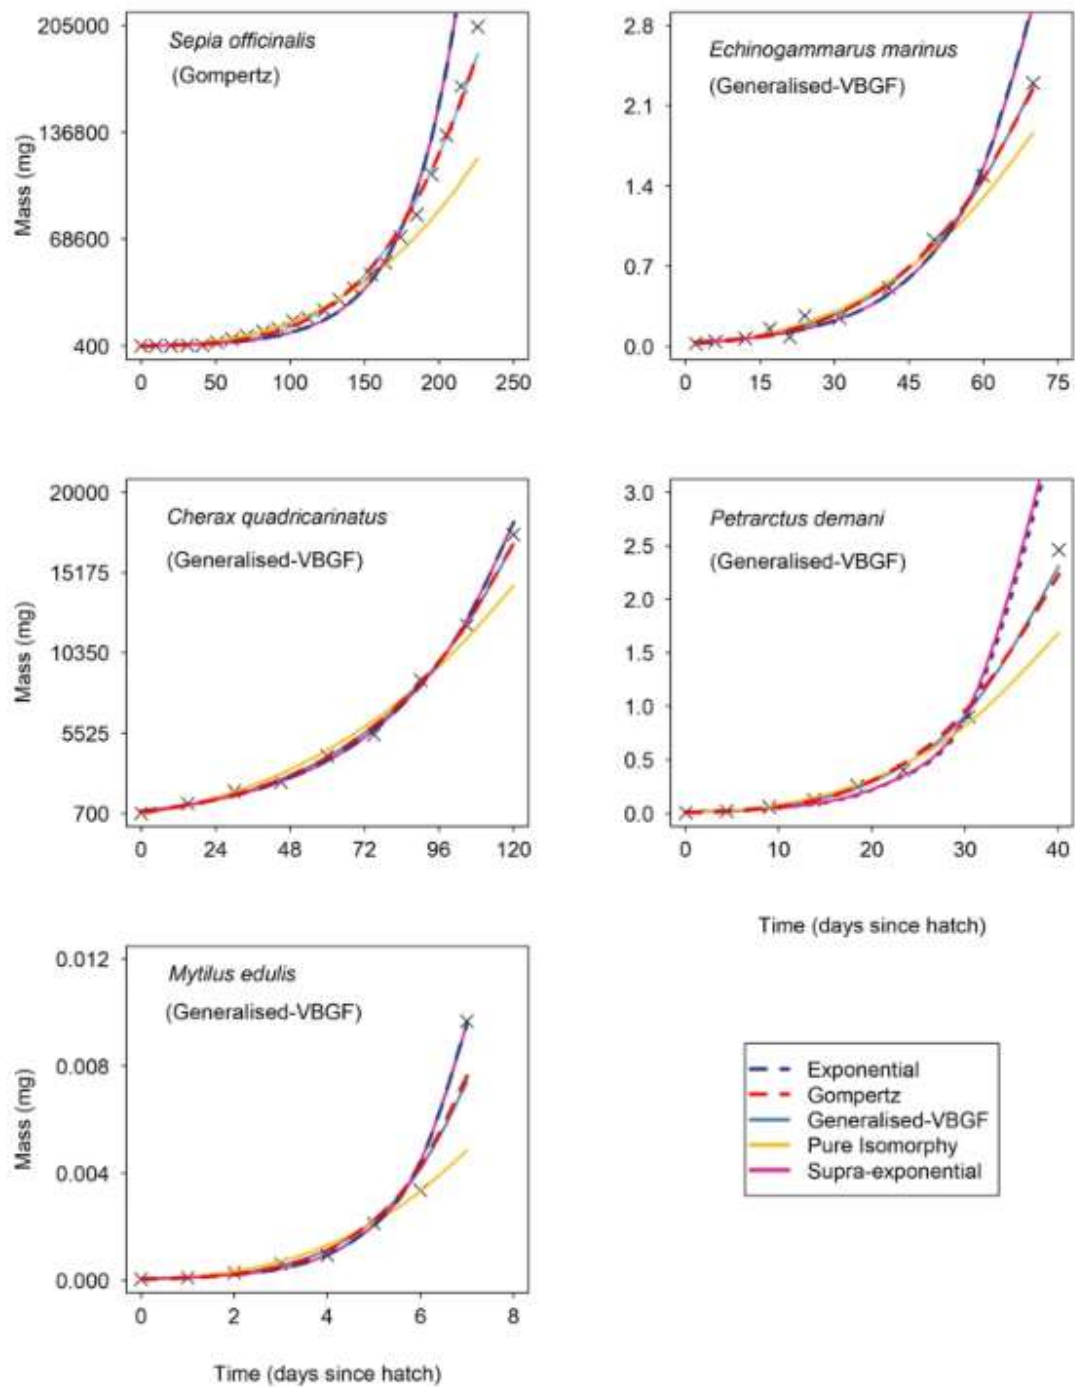 Sepia officinalis
(Gompertz)
205000
136800
68600
400
Mass (mg)
0 50 100 150 200 250
Echinogammarus marinus
(Generalised-VBGF)
2.8
2.1
1.4
0.7
0.0
0 15 30 45 60 75
Cherax quadricarinatus
(Generalised-VBGF)
20000
15175
10350
5525
700
Mass (mg)
0 24 48 72 96 120
Petrarctus demani
(Generalised-VBGF)
3.0
2.5
2.0
1.5
1.0
0.5
0.0
0 10 20 30 40
Time (days since hatch)
Mytilus edulis
(Generalised-VBGF)
0.012
0.008
0.004
0.000
Mass (mg)
0 2 4 6 8
Time (days since hatch)
Exponential
Gompertz
Generalised-VBGF
Pure Isomorphy
Supra-exponential